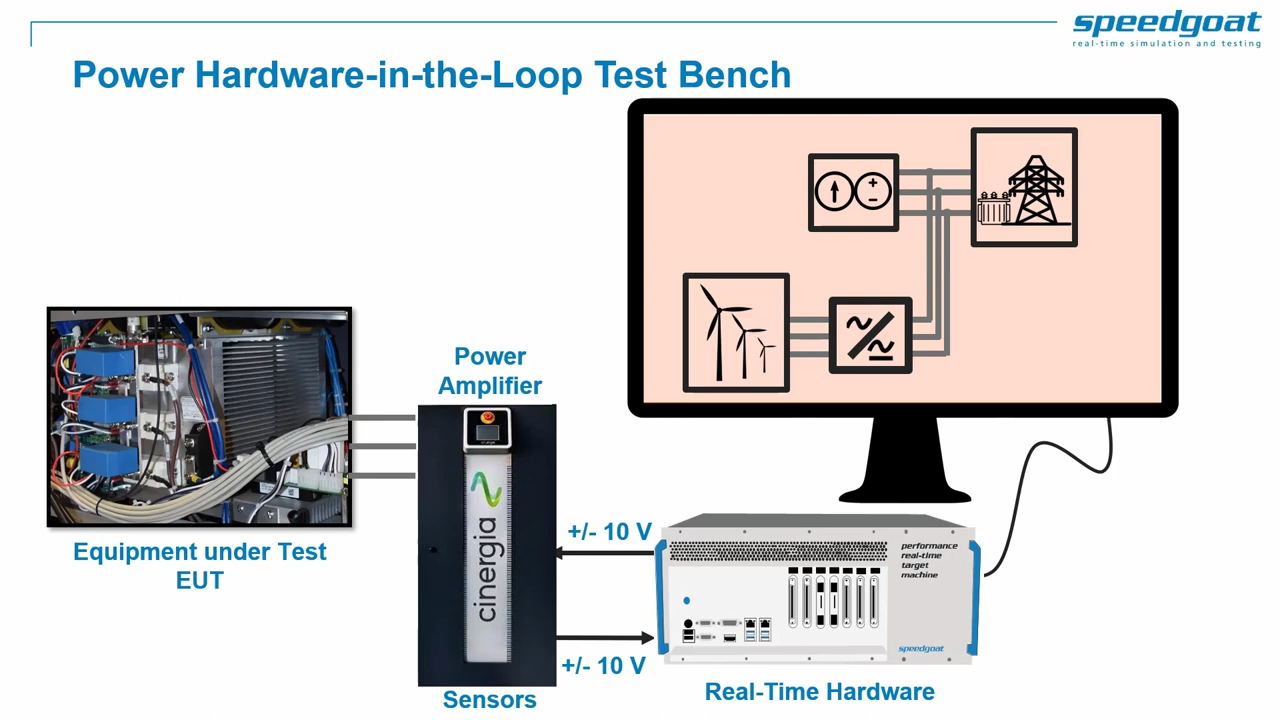 speedgoat
real-time simulation and testing
Power Hardware-in-the-Loop Test Bench
Power
Amplifier
cinergia
+/- 10 V
performance
real-time
target
machine
Equipment under Test
EUT
speedgoat
+/- 10 V
Sensors
Real-Time Hardware